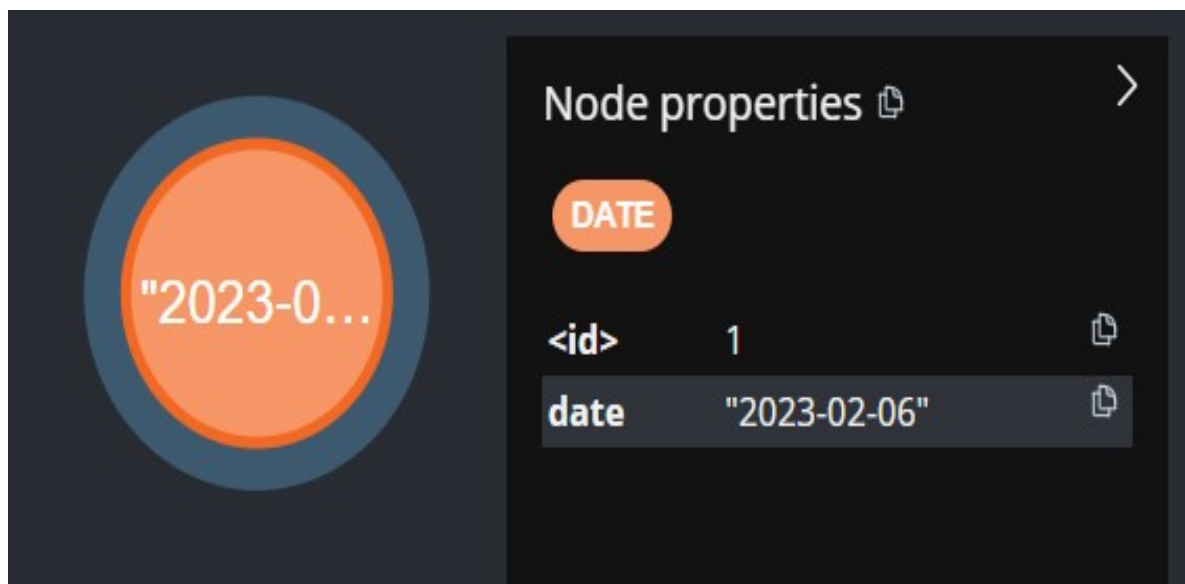 "2023-0...
Node properties
DATE
<id> 1
date "2023-02-06"